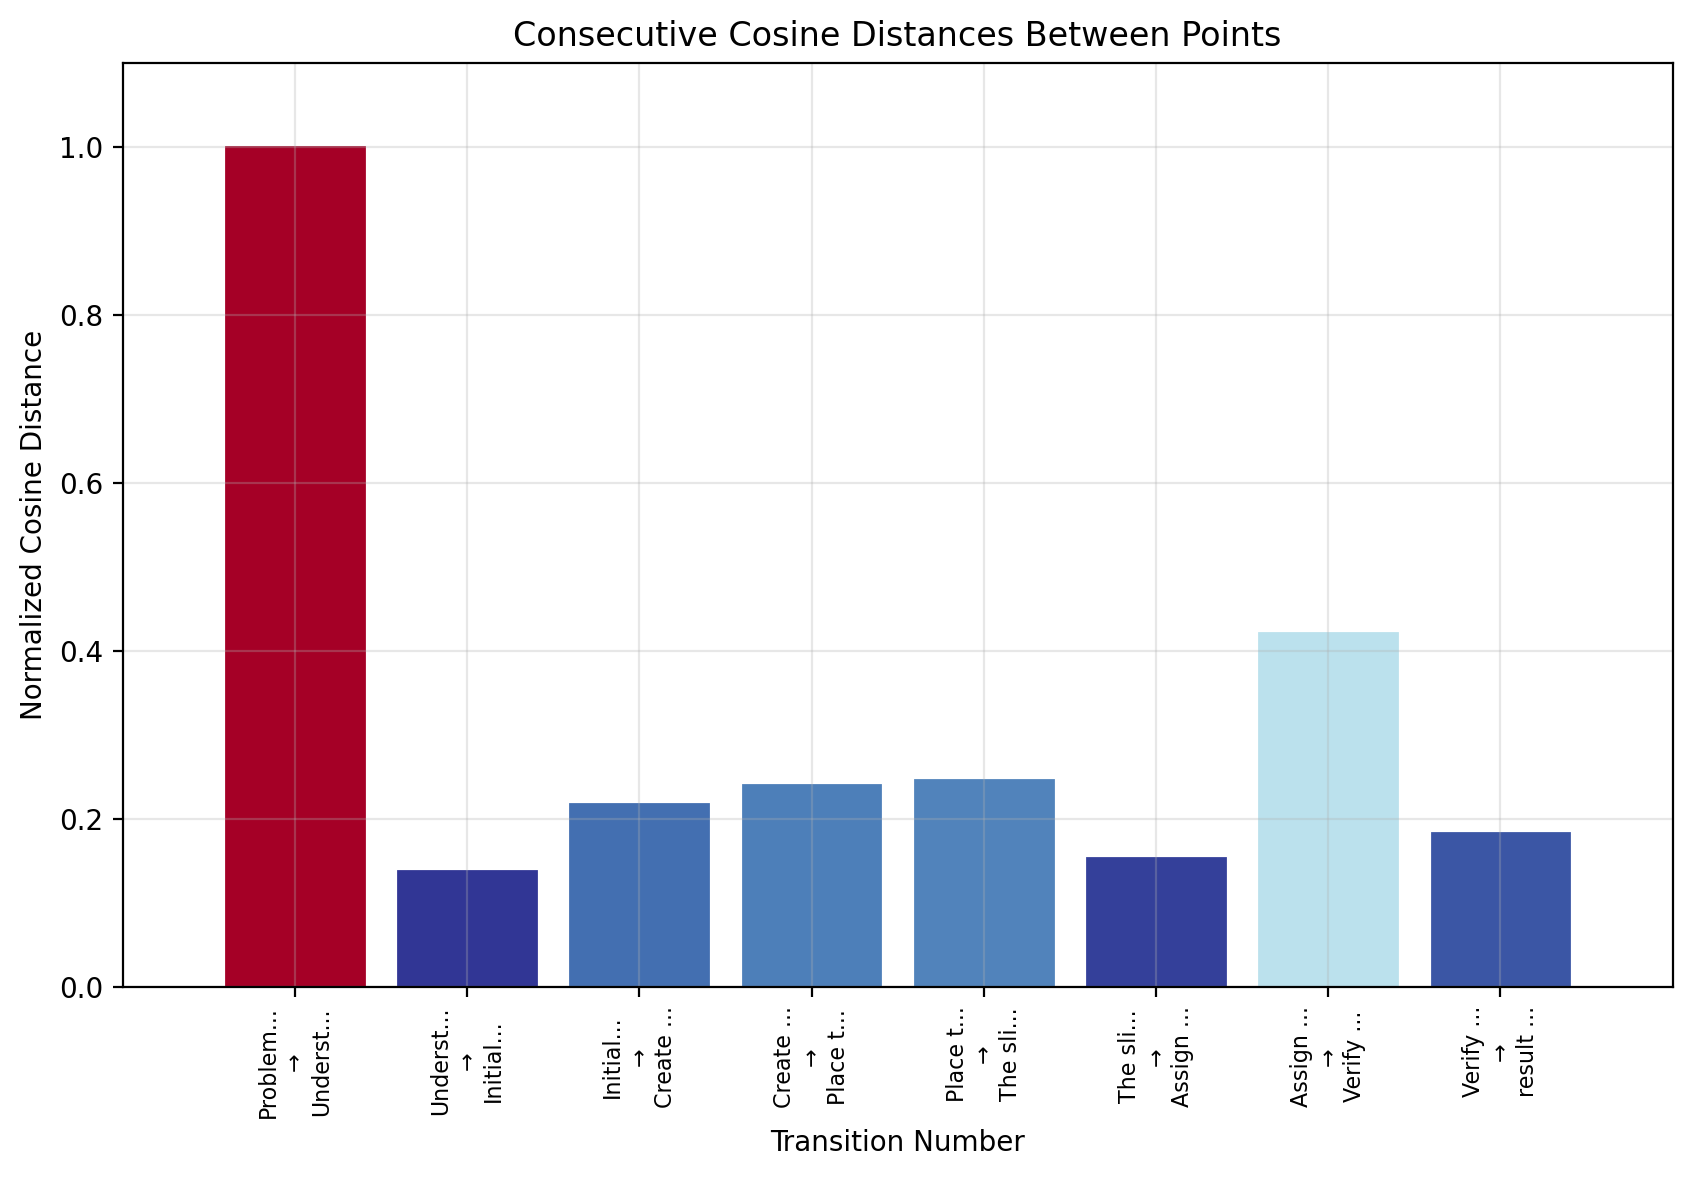 Consecutive Cosine Distances Between Points
Normalized Cosine Distance
1.0
0.8
0.6
0.4
0.2
0.0
Problem...
→
Underst...
Underst...
→
Initial...
Initial...
→
Create ...
Create ...
→
Place t...
Place t...
→
The sli...
The sli...
→
Assign ...
Assign ...
→
Verify ...
Verify ...
→
result ...
Transition Number